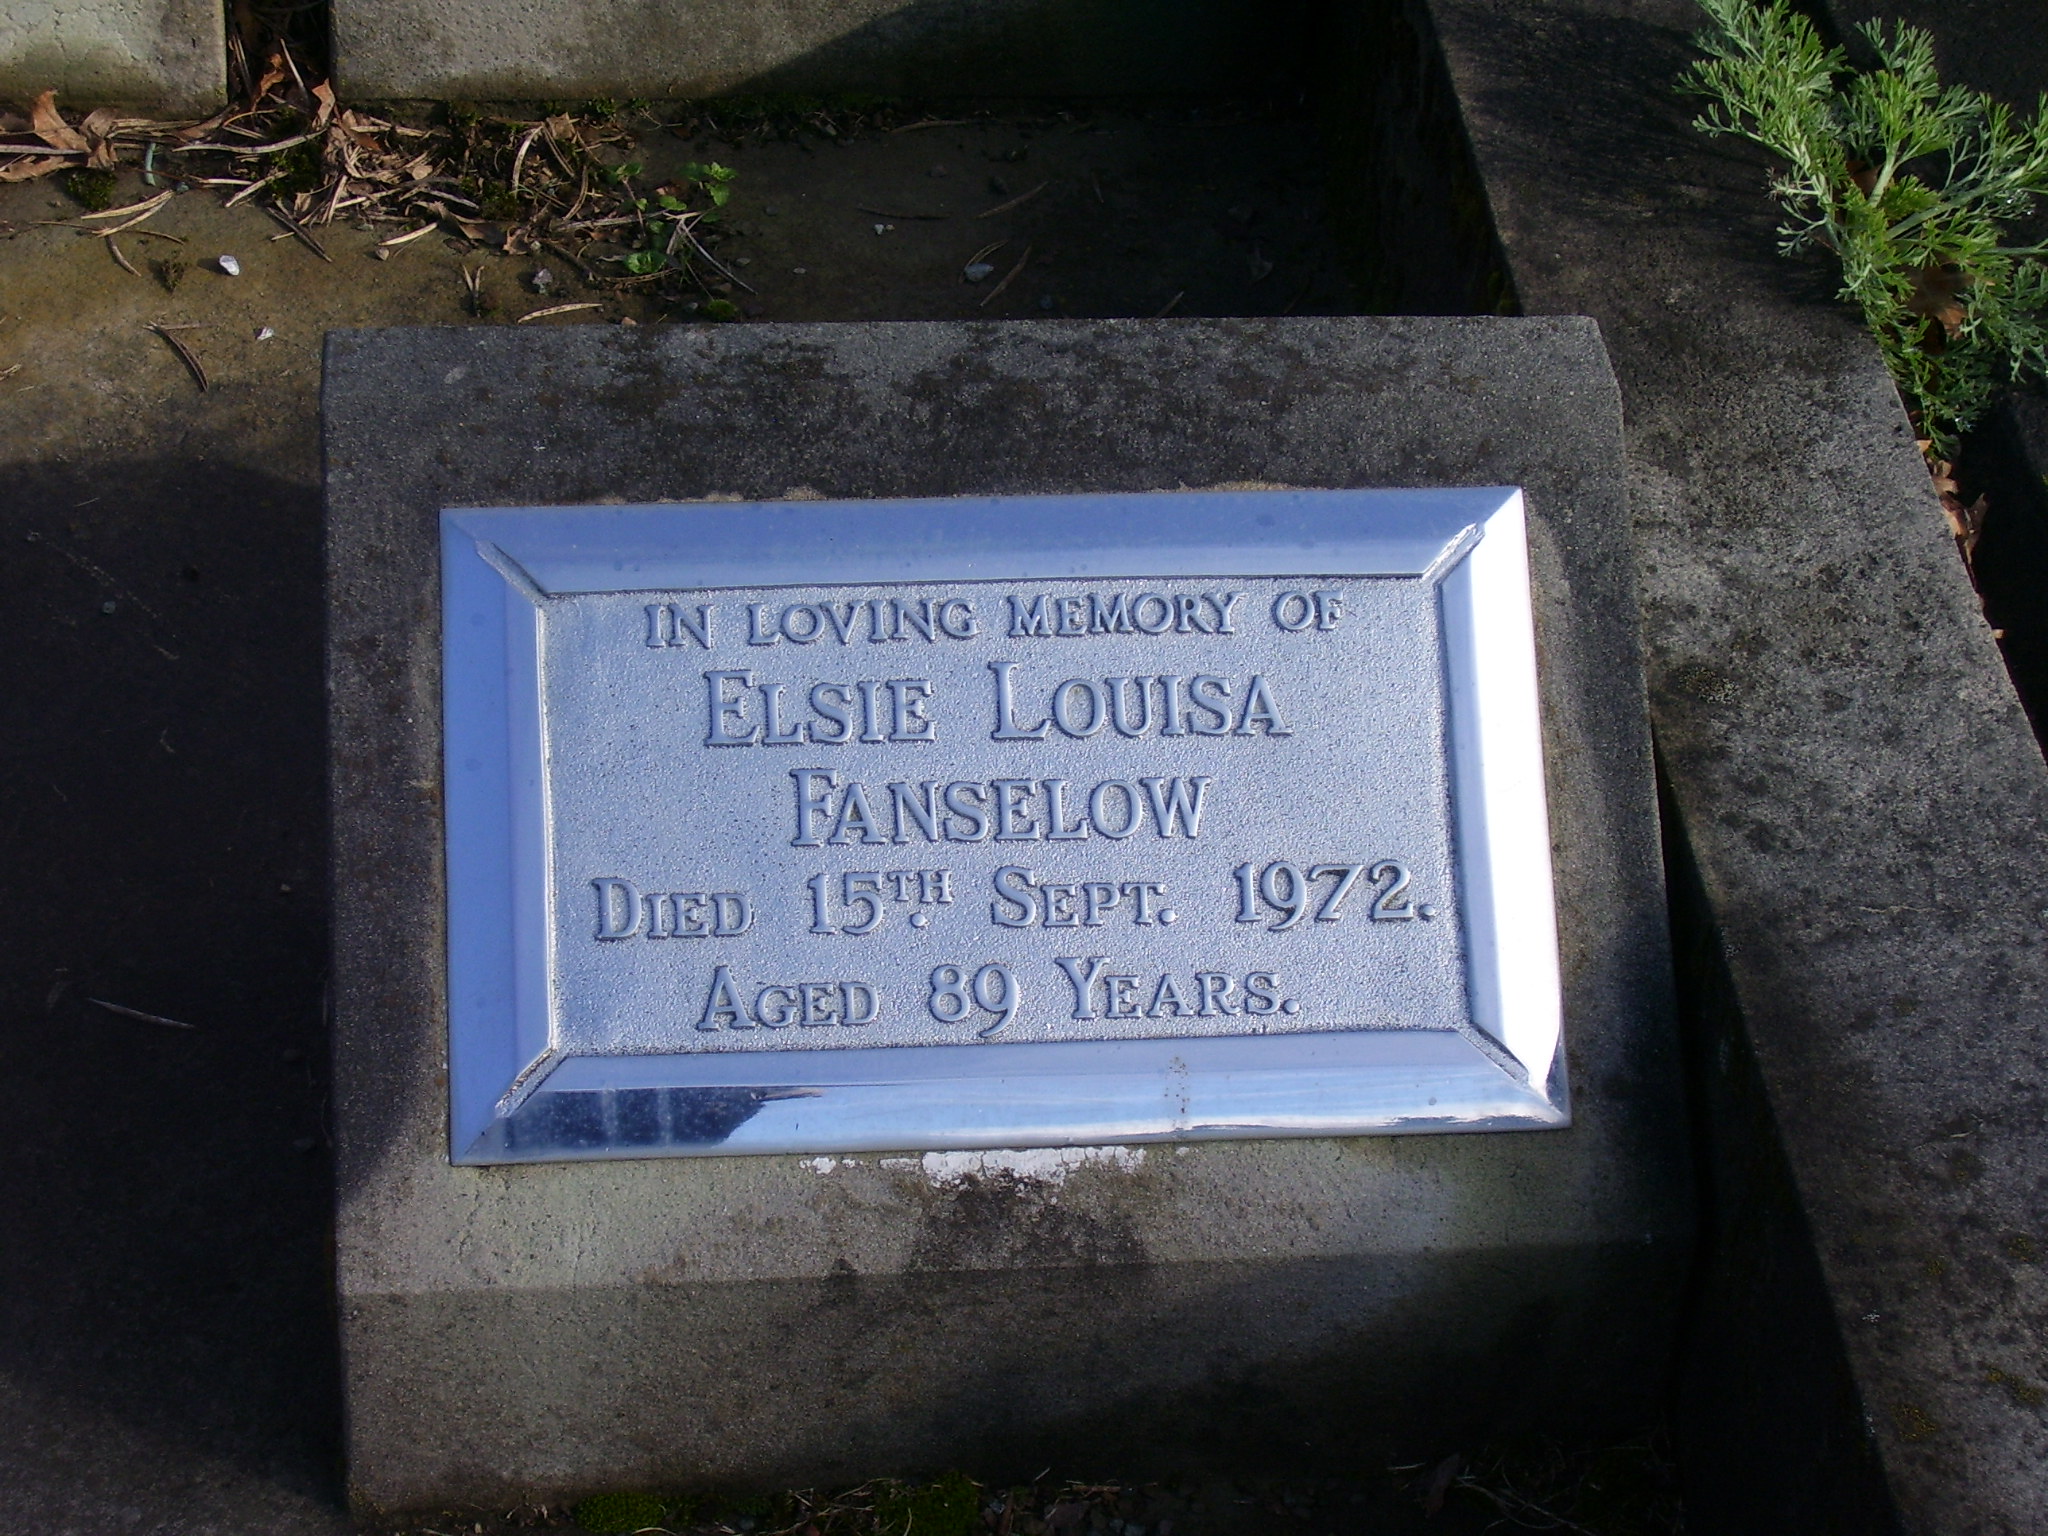 IN LOVING MEMORY OF
ELSIE LOUISA
FANSELOW
DIED 15TH. SEPT. 1972.
AGED 89 YEARS.